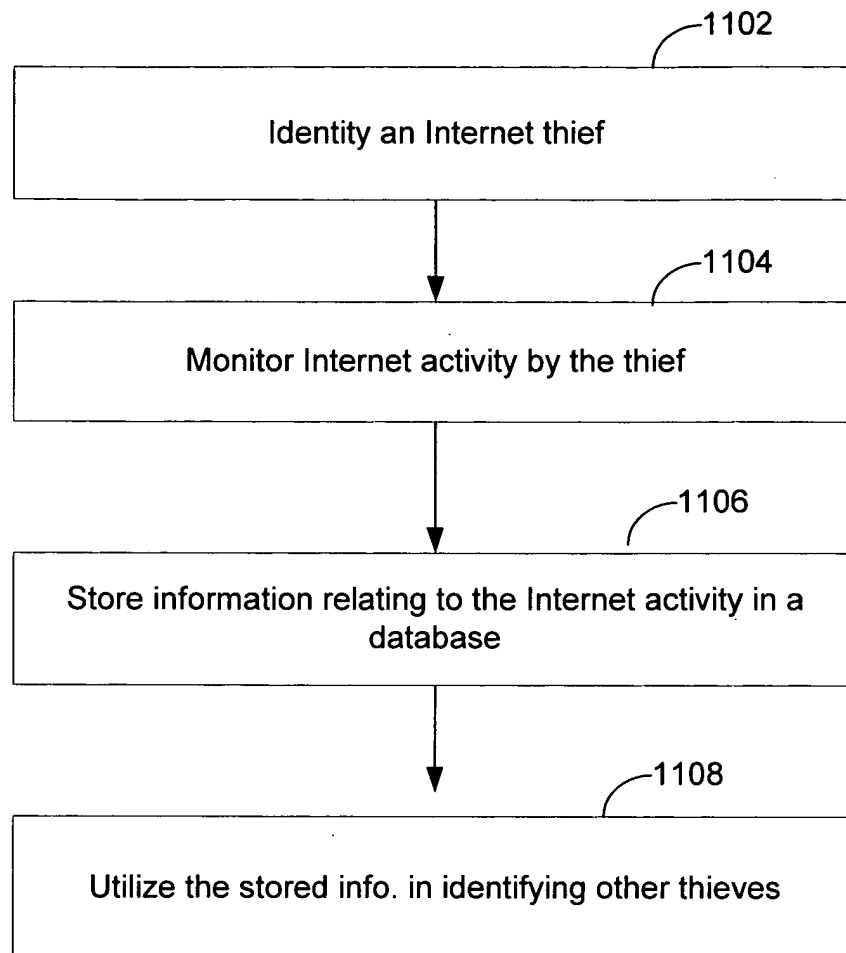 1102
Identity an Internet thief
1104
Monitor Internet activity by the thief
1106
Store information relating to the Internet activity in a
database
1108
Utilize the stored info. in identifying other thieves